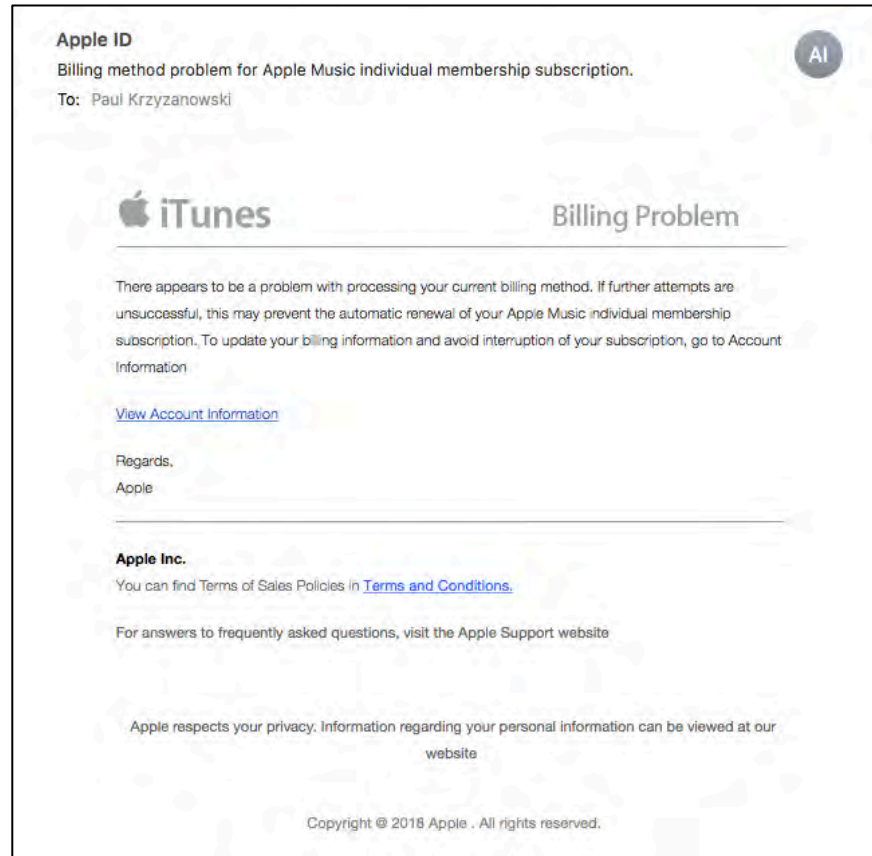 Apple ID
AI
Billing method problem for Apple Music individual membership subscription.
To: Paul Krzyzanowski
iTunes
Billing Problem
There appears to be a problem with processing your current billing method. If further attempts are
unsuccessful, this may prevent the automatic renewal of your Apple Music individual membership
subscription. To update your billing information and avoid interruption of your subscription, go to Account
Information
View Account Information
Regards,
Apple
Apple Inc.
You can find Terms of Sales Policies in Terms and Conditions.
For answers to frequently asked questions, visit the Apple Support website
Apple respects your privacy. Information regarding your personal information can be viewed at our
website
Copyright @ 2018 Apple . All rights reserved.